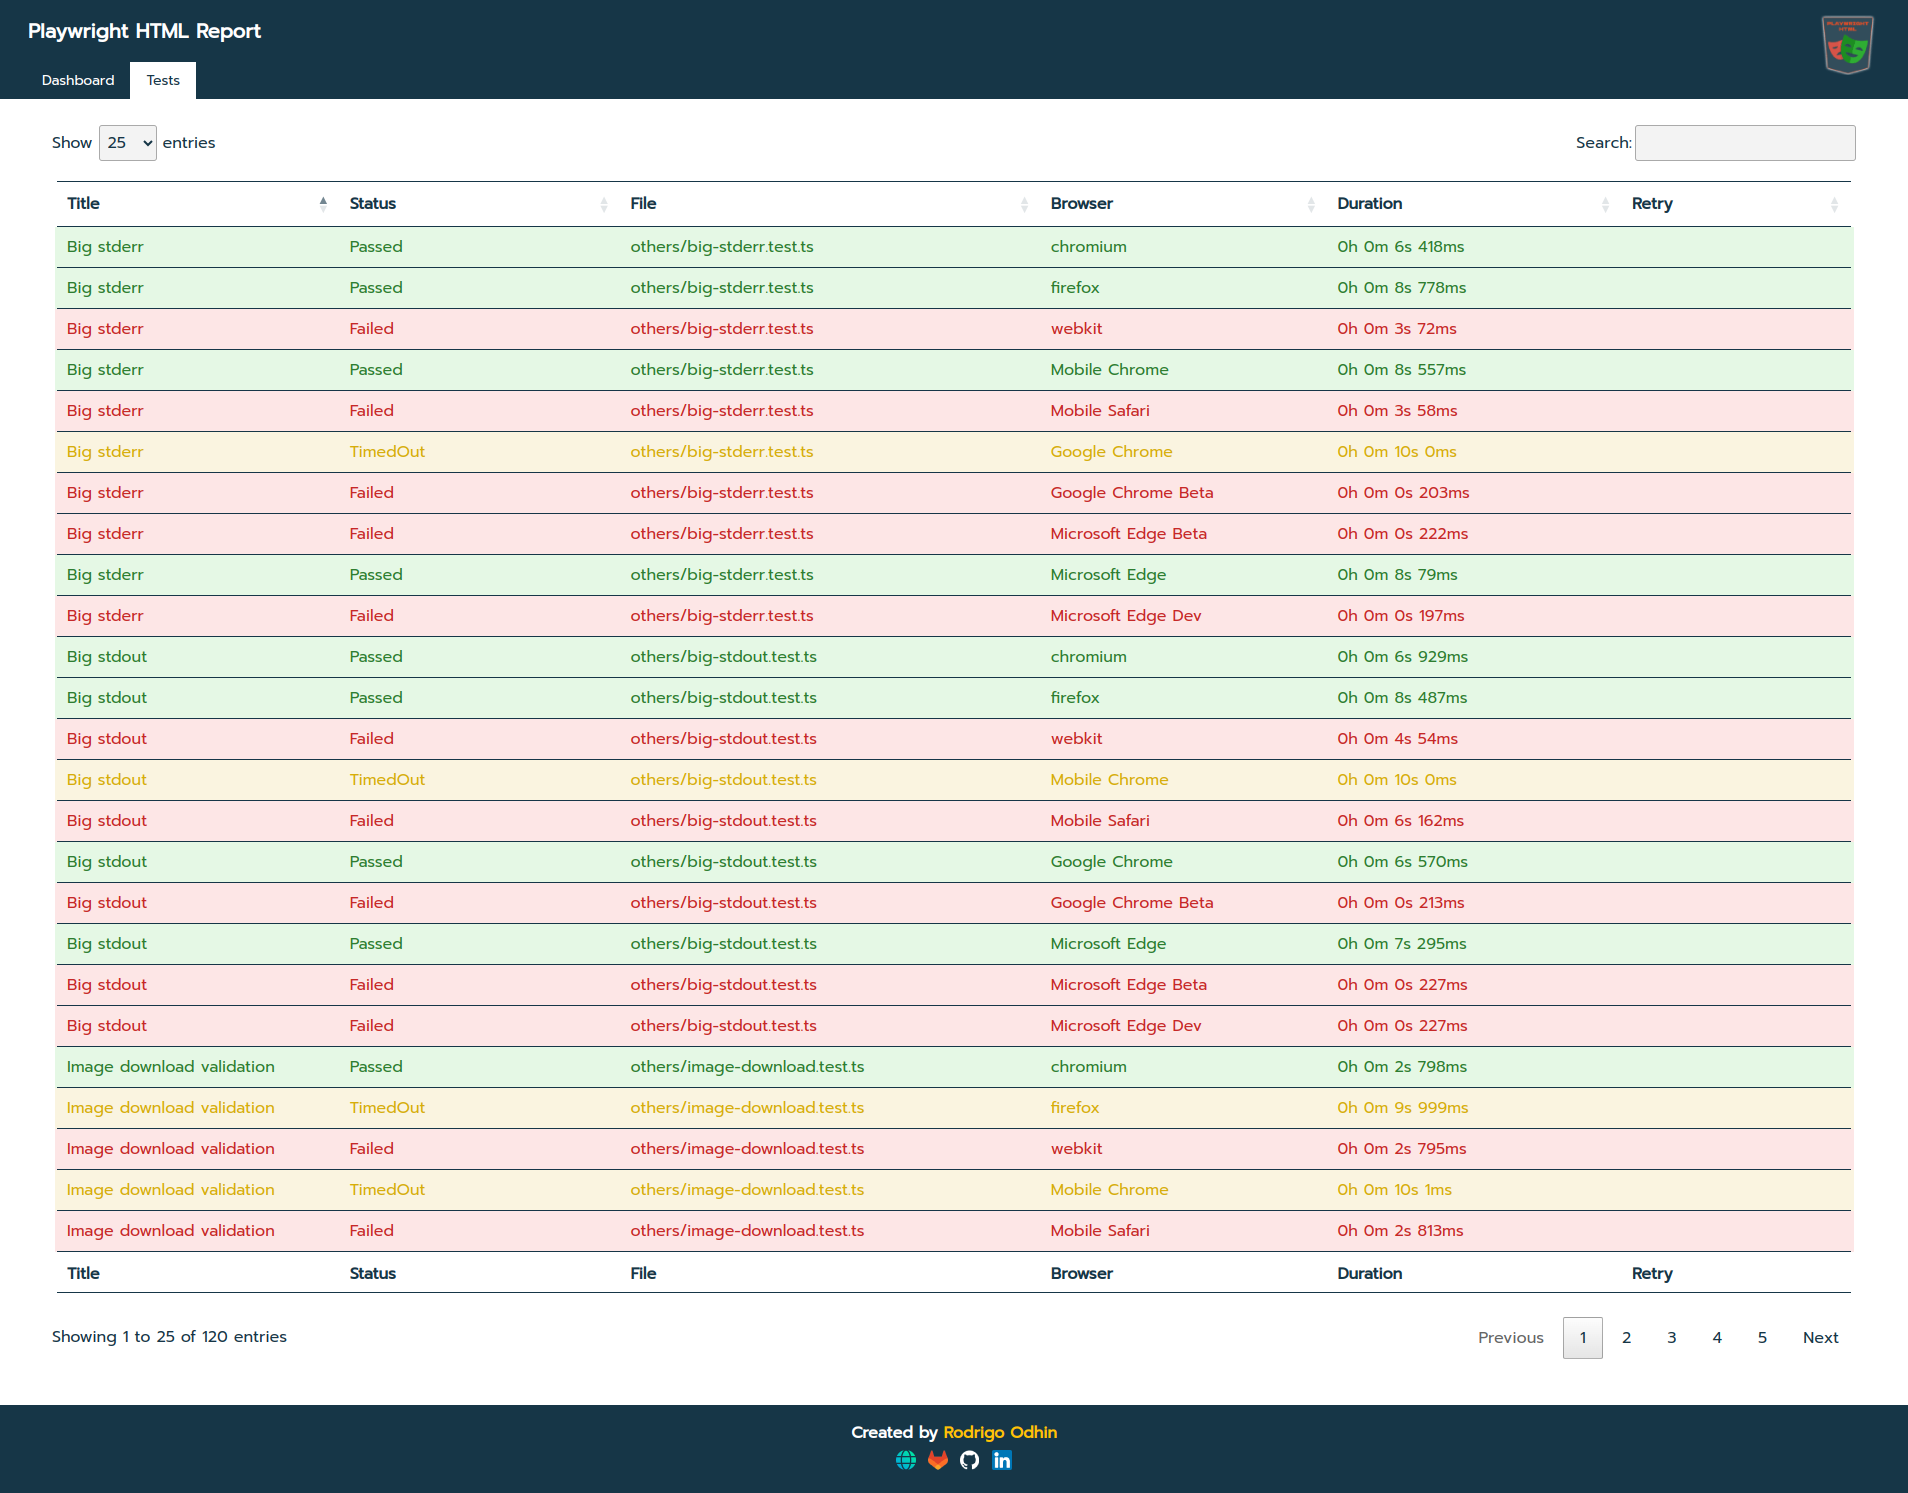 Playwright HTML Report
PLAYWRIGHT
HTML
Dashboard Tests
Show 25 entries Search:
Title Status File Browser Duration Retry
Big stderr Passed others/big-stderr.test.ts chromium 0h 0m 6s 418ms
Big stderr Passed others/big-stderr.test.ts firefox 0h 0m 8s 778ms
Big stderr Failed others/big-stderr.test.ts webkit 0h 0m 3s 72ms
Big stderr Passed others/big-stderr.test.ts Mobile Chrome 0h 0m 8s 557ms
Big stderr Failed others/big-stderr.test.ts Mobile Safari 0h 0m 3s 58ms
Big stderr TimedOut others/big-stderr.test.ts Google Chrome 0h 0m 10s 0ms
Big stderr Failed others/big-stderr.test.ts Google Chrome Beta 0h 0m 0s 203ms
Big stderr Failed others/big-stderr.test.ts Microsoft Edge Beta 0h 0m 0s 222ms
Big stderr Passed others/big-stderr.test.ts Microsoft Edge 0h 0m 8s 79ms
Big stderr Failed others/big-stderr.test.ts Microsoft Edge Dev 0h 0m 0s 197ms
Big stdout Passed others/big-stdout.test.ts chromium 0h 0m 6s 929ms
Big stdout Passed others/big-stdout.test.ts firefox 0h 0m 8s 487ms
Big stdout Failed others/big-stdout.test.ts webkit 0h 0m 4s 54ms
Big stdout TimedOut others/big-stdout.test.ts Mobile Chrome 0h 0m 10s 0ms
Big stdout Failed others/big-stdout.test.ts Mobile Safari 0h 0m 6s 162ms
Big stdout Passed others/big-stdout.test.ts Google Chrome 0h 0m 6s 570ms
Big stdout Failed others/big-stdout.test.ts Google Chrome Beta 0h 0m 0s 213ms
Big stdout Passed others/big-stdout.test.ts Microsoft Edge 0h 0m 7s 295ms
Big stdout Failed others/big-stdout.test.ts Microsoft Edge Beta 0h 0m 0s 227ms
Big stdout Failed others/big-stdout.test.ts Microsoft Edge Dev 0h 0m 0s 227ms
Image download validation Passed others/image-download.test.ts chromium 0h 0m 2s 798ms
Image download validation TimedOut others/image-download.test.ts firefox 0h 0m 9s 999ms
Image download validation Failed others/image-download.test.ts webkit 0h 0m 2s 795ms
Image download validation TimedOut others/image-download.test.ts Mobile Chrome 0h 0m 10s 1ms
Image download validation Failed others/image-download.test.ts Mobile Safari 0h 0m 2s 813ms
Title Status File Browser Duration Retry
Showing 1 to 25 of 120 entries Previous 1 2 3 4 5 Next
Created by Rodrigo Odhin
in